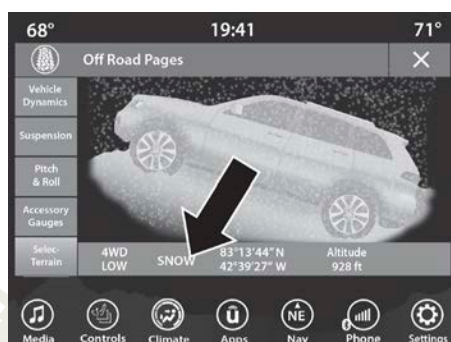 68° 19:41 71°
Off Road Pages
Vehicle
Dynamics
Suspension
Pitch
& Roll
Accessory
Gauges
Selec-
Terrain
4WD
LOW
SNOW
83°13'44" N
42°39'27" W
Altitude
928 ft
û NE
Media Controls Climate Apps Nav Phone Settings